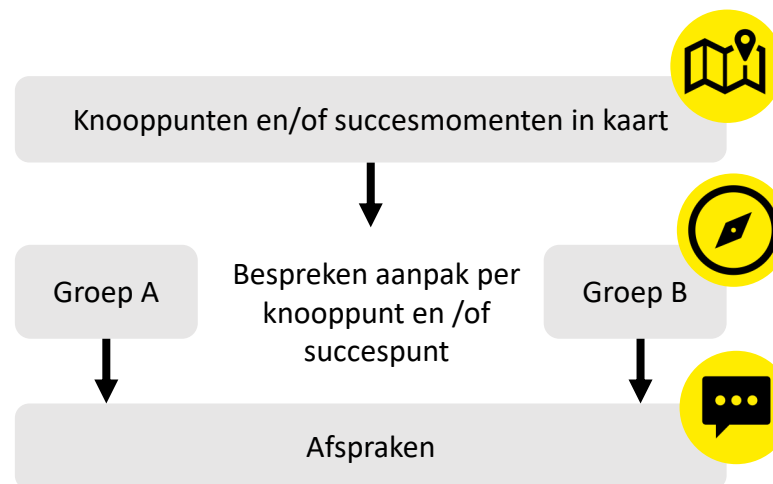 Knooppunten en/of succesmomenten in kaart
Groep A
Bespreken aanpak per
knooppunt en /of
succespunt
Groep B
Afspraken